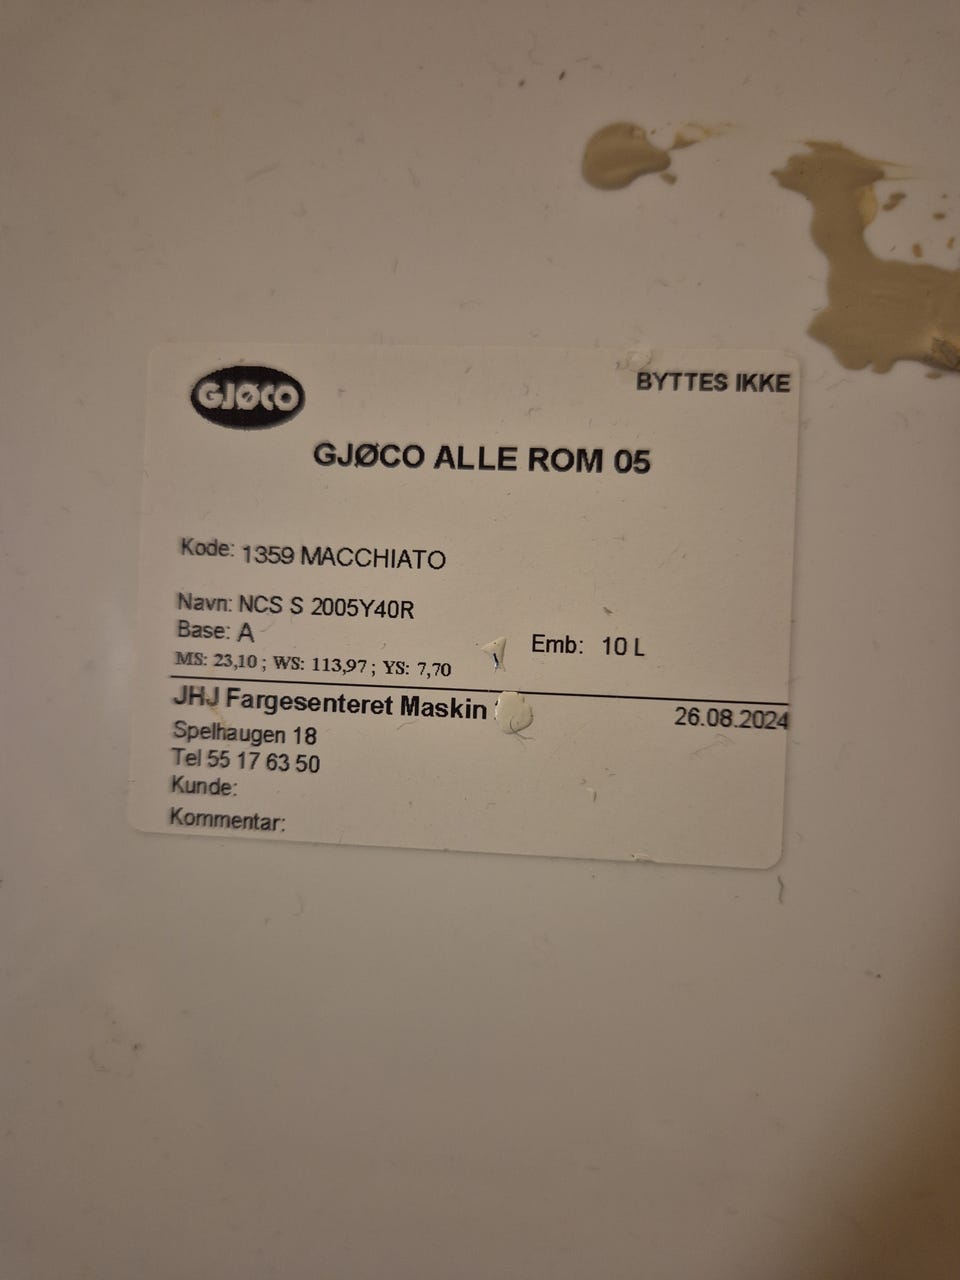 GJØCO
BYTTES IKKE
GJØCO ALLE ROM 05
Kode: 1359 MACCHIATO
Navn: NCS S 2005Y40R
Base: A
Emb: 10 L
MS: 23,10 ; WS: 113,97 ; YS: 7,70
JHJ Fargesenteret Maskin
26.08.2024
Spelhaugen 18
Tel 55 17 63 50
Kunde:
Kommentar: